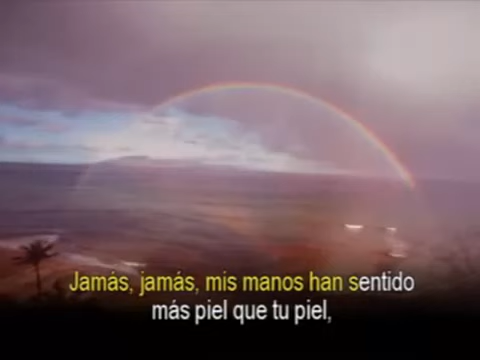 Jamás, jamás, mis manos han sentido
más piel que tu piel,